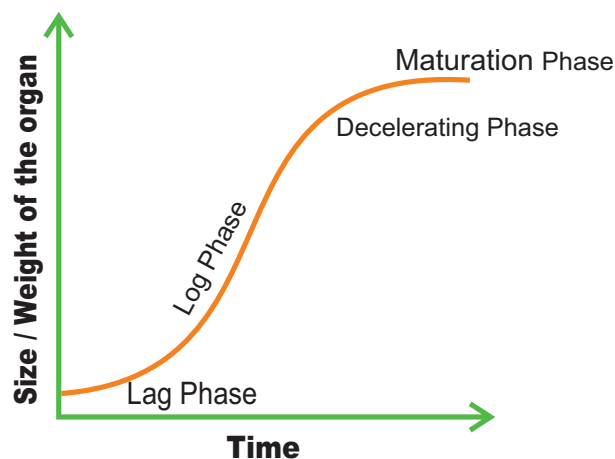 Maturation Phase
Decelerating Phase
Log Phase
Lag Phase
Size / Weight of the organ
Time